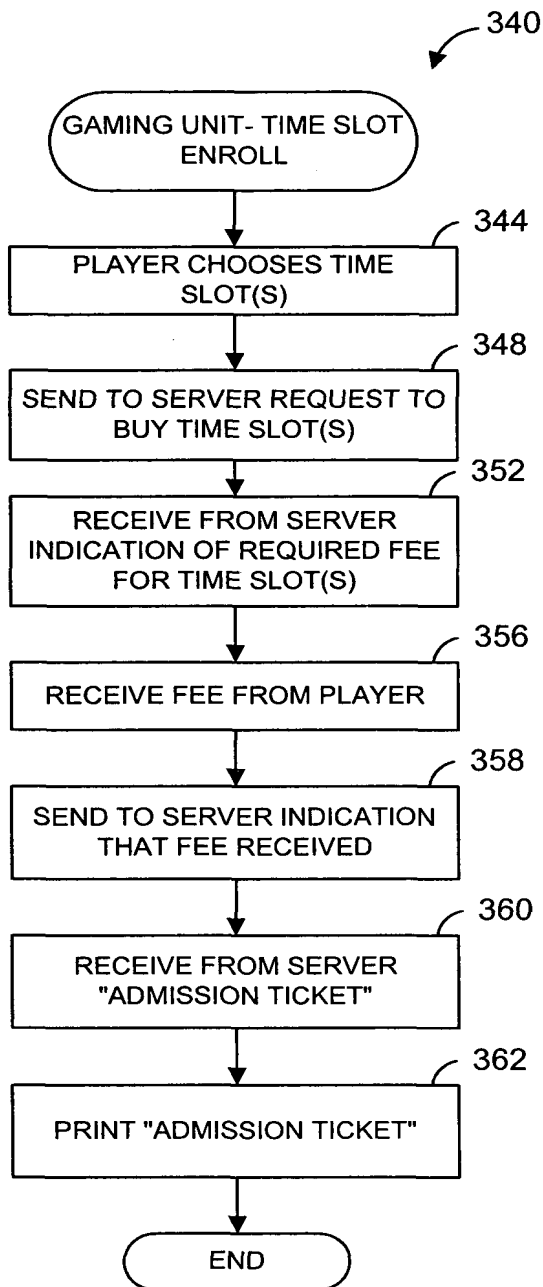 340
GAMING UNIT- TIME SLOT
ENROLL
344
PLAYER CHOOSES TIME
SLOT(S)
348
SEND TO SERVER REQUEST TO
BUY TIME SLOT(S)
352
RECEIVE FROM SERVER
INDICATION OF REQUIRED FEE
FOR TIME SLOT(S)
356
RECEIVE FEE FROM PLAYER
358
SEND TO SERVER INDICATION
THAT FEE RECEIVED
360
RECEIVE FROM SERVER
"ADMISSION TICKET"
362
PRINT "ADMISSION TICKET"
END